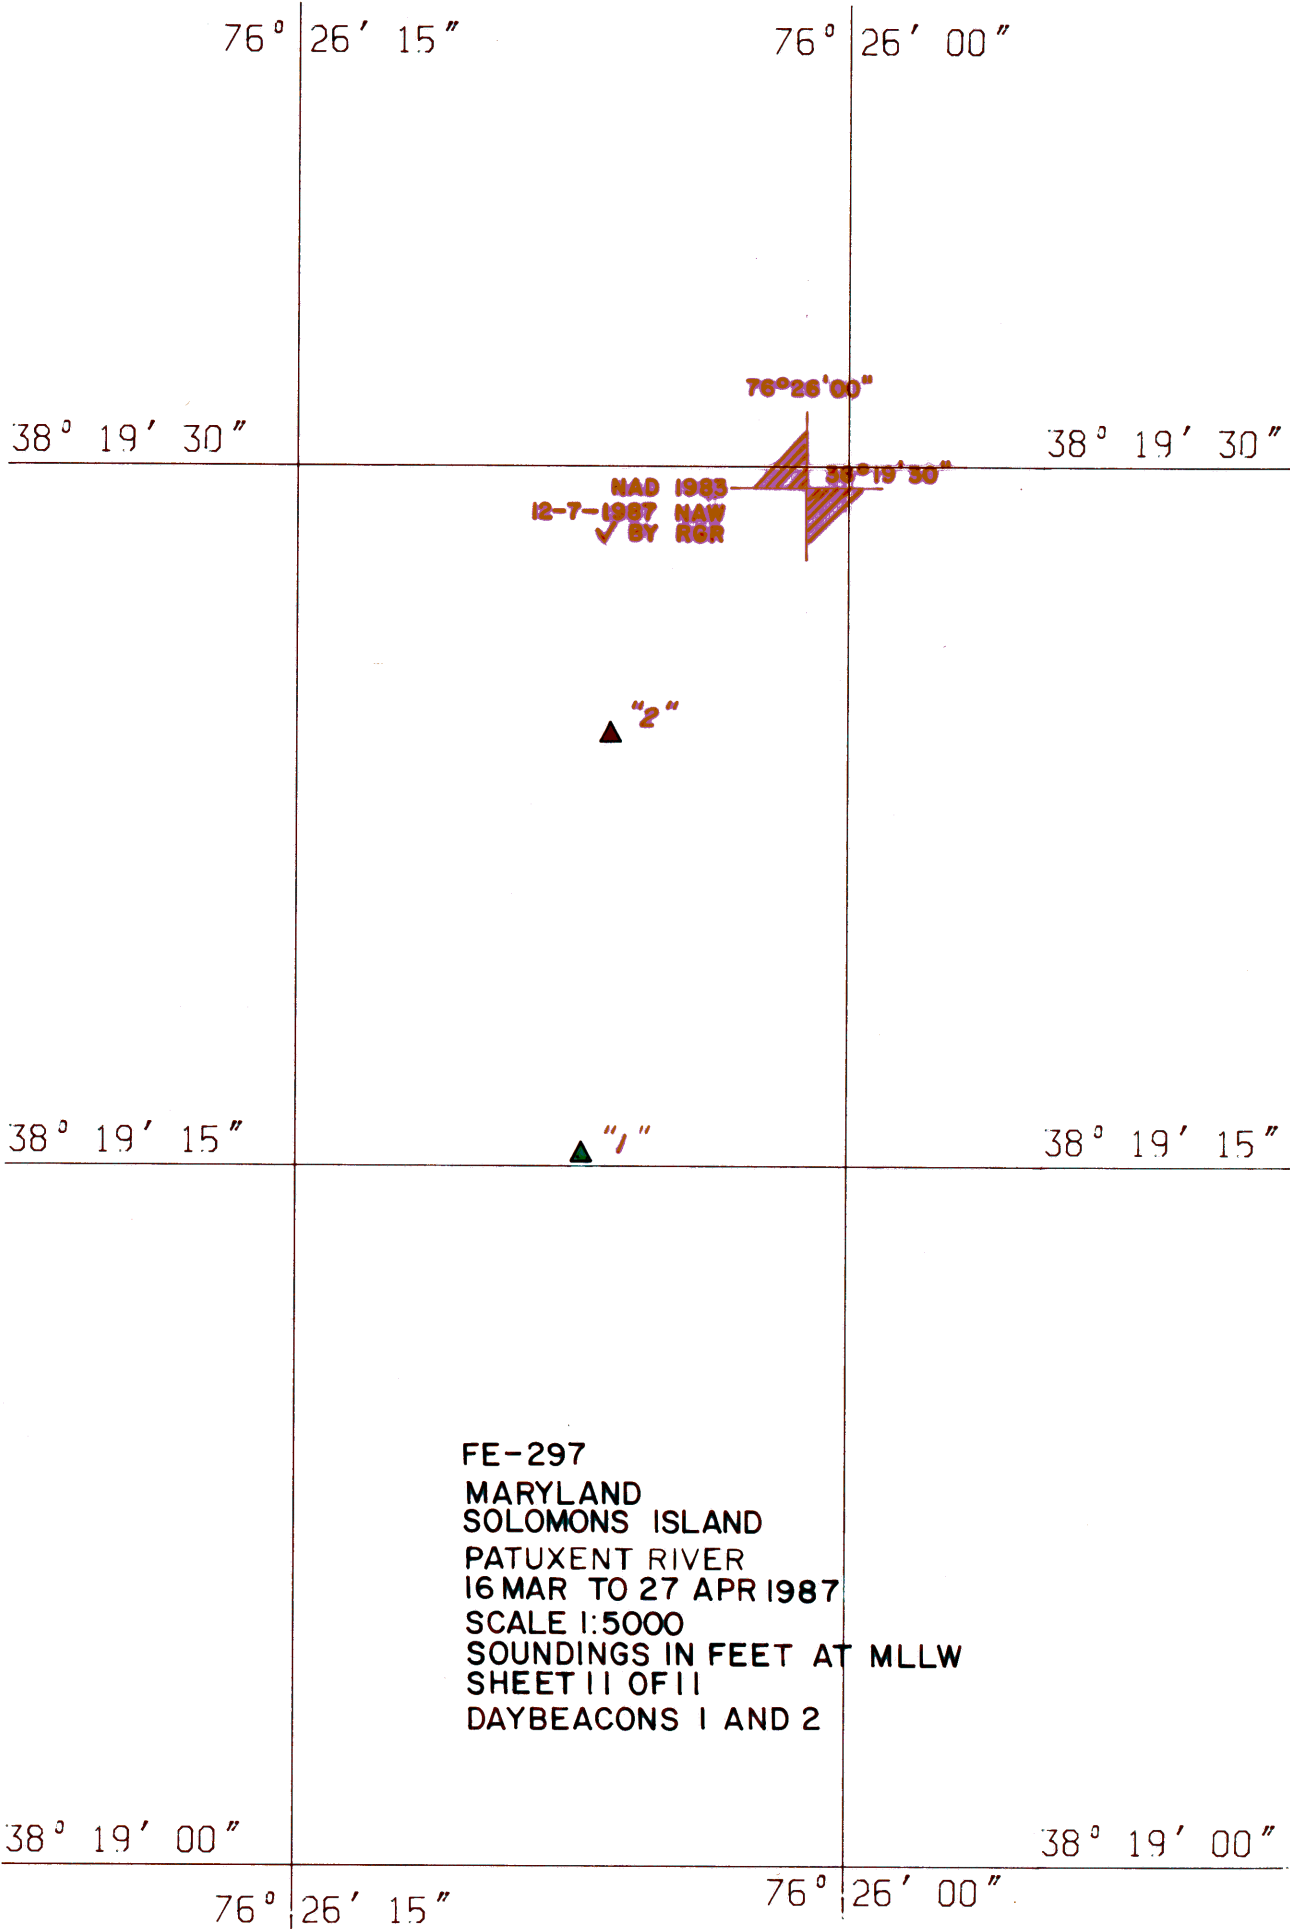 76° 26' 15" 76° 26' 00"
76°26'00"
38° 19' 30" 38° 19' 30"
38°19'30"
NAD 1983
12-7-1987 NAW
✓ BY RGR
"2"
38° 19' 15" "1" 38° 19' 15"
FE-297
MARYLAND
SOLOMONS ISLAND
PATUXENT RIVER
16 MAR TO 27 APR 1987
SCALE 1:5000
SOUNDINGS IN FEET AT MLLW
SHEET 11 OF 11
DAYBEACONS 1 AND 2
38° 19' 00" 38° 19' 00"
76° 26' 15" 76° 26' 00"